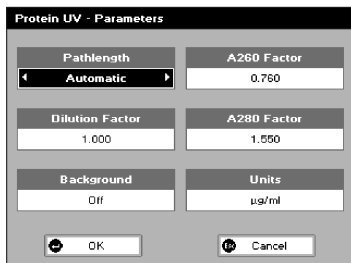 Protein UV - Parameters
Pathlength
Automatic
A260 Factor
0.760
Dilution Factor
1.000
A280 Factor
1.550
Background
Off
Units
µg/ml
OK
Esc Cancel